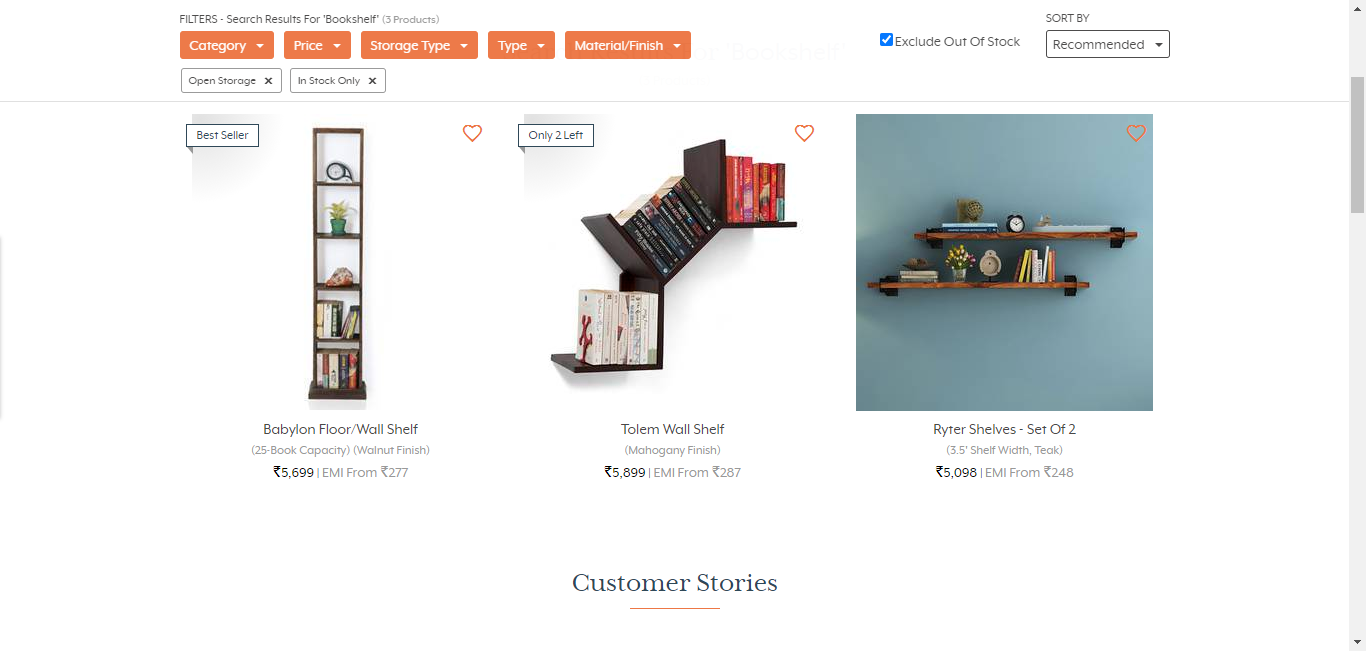 FILTERS - Search Results For 'Bookshelf' (3 Products)
SORT BY
Category
Price
Storage Type
Type
Material/Finish
Exclude Out Of Stock
Recommended
Open Storage ✕
In Stock Only ✕
Best Seller
Only 2 Left
Babylon Floor/Wall Shelf
(25-Book Capacity) (Walnut Finish)
₹5,699 | EMI From ₹277
Tolem Wall Shelf
(Mahogany Finish)
₹5,899 | EMI From ₹287
Ryter Shelves - Set Of 2
(3.5' Shelf Width, Teak)
₹5,098 | EMI From ₹248
Customer Stories